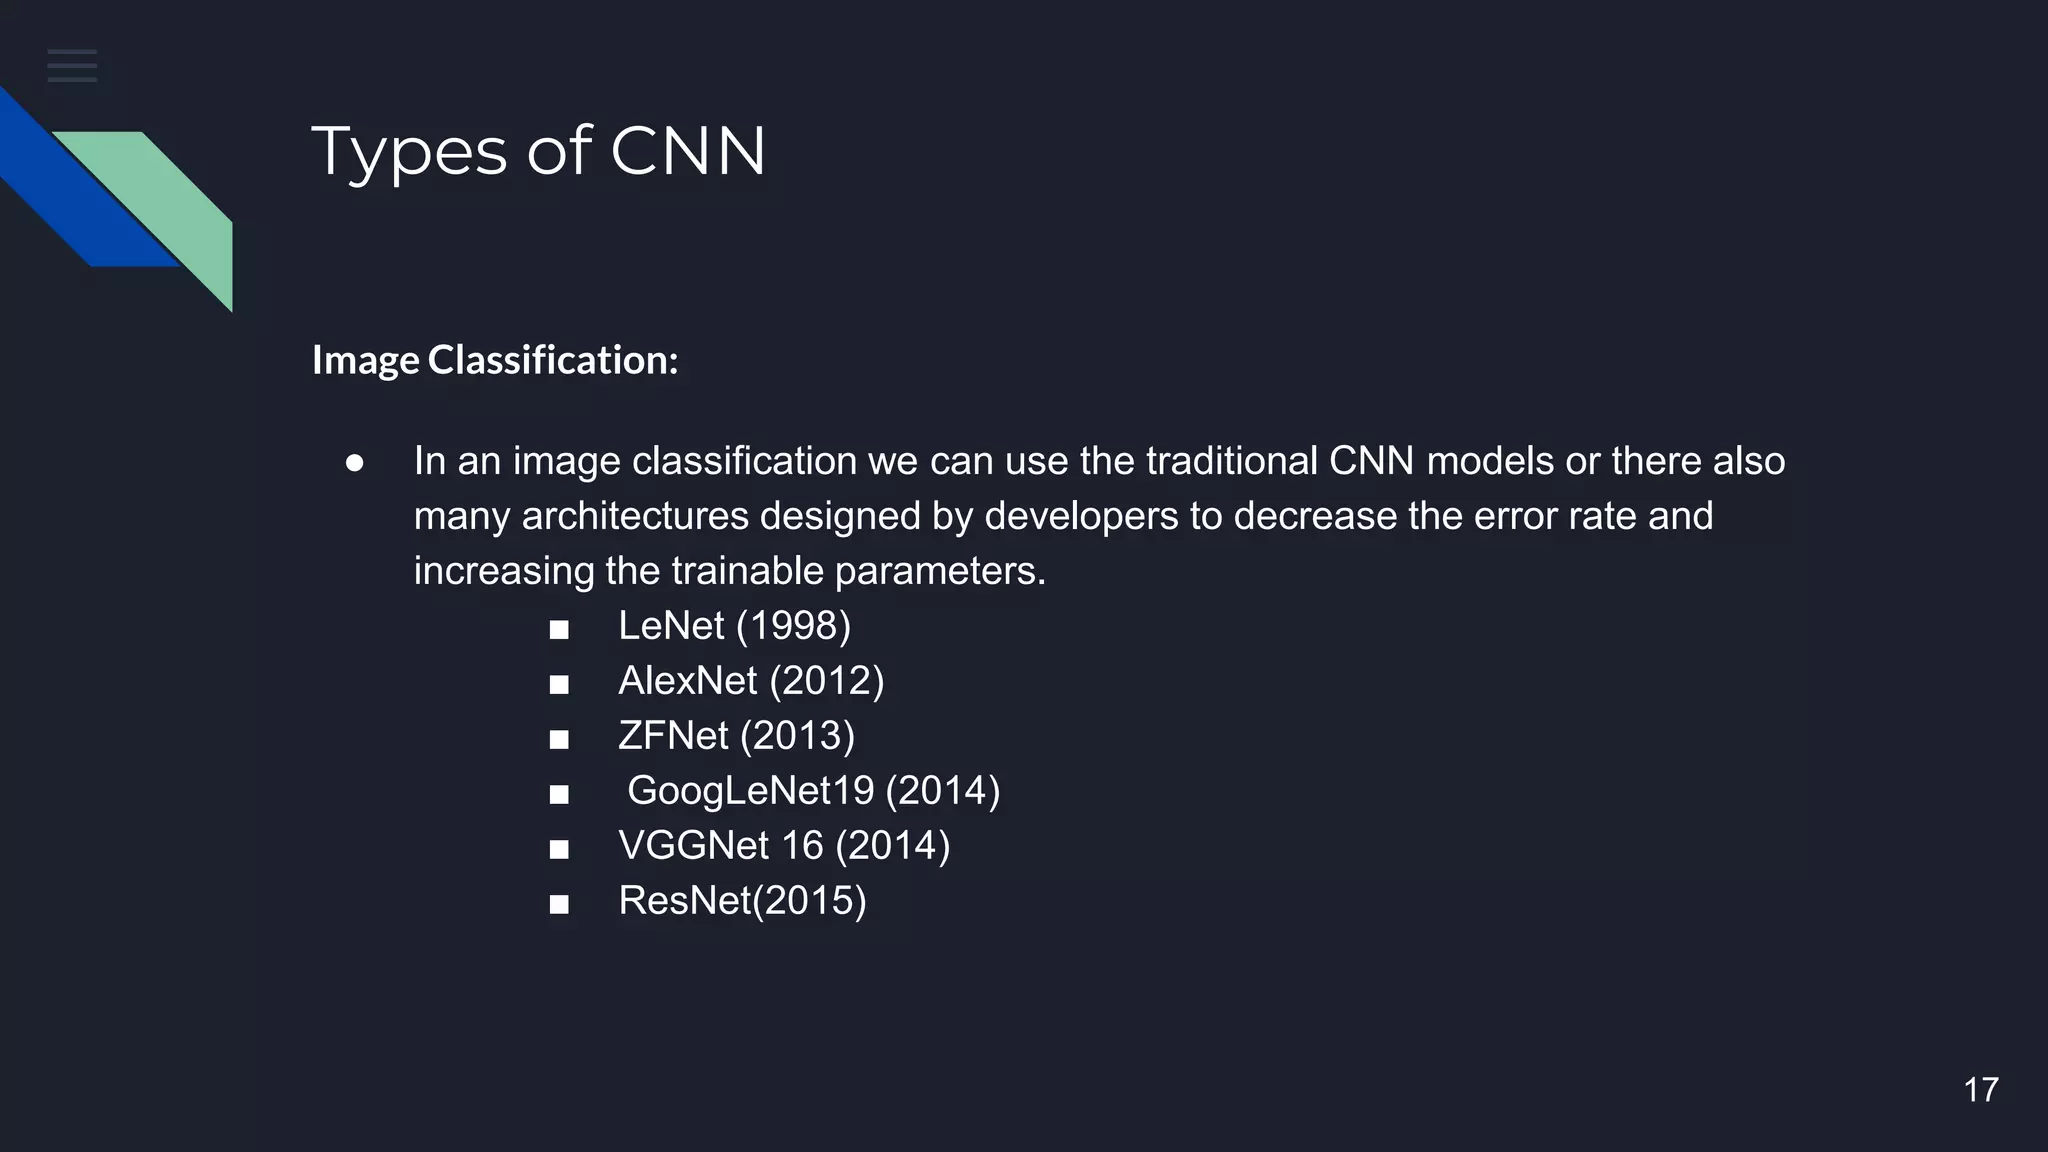 Types of CNN
Image Classification:
● In an image classification we can use the traditional CNN models or there also
many architectures designed by developers to decrease the error rate and
increasing the trainable parameters.
■ LeNet (1998)
■ AlexNet (2012)
■ ZFNet (2013)
■ GoogLeNet19 (2014)
■ VGGNet 16 (2014)
■ ResNet(2015)
17